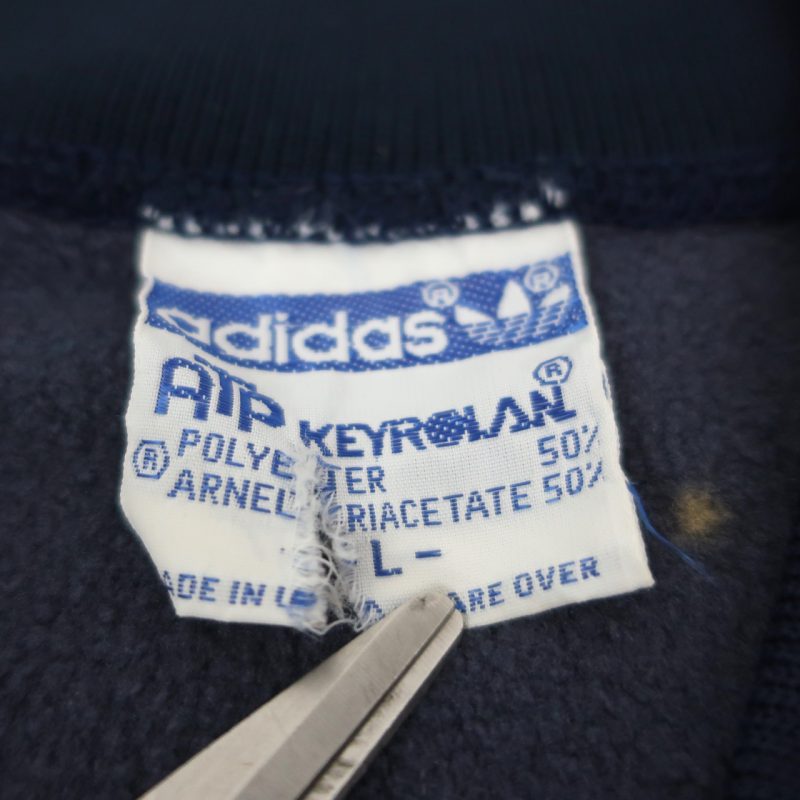 adidas® ®
ATP KEYROLAN®
POLYE TER 50%
®ARNEL RIACETATE 50%
- L -
ADE IN U ARE OVER